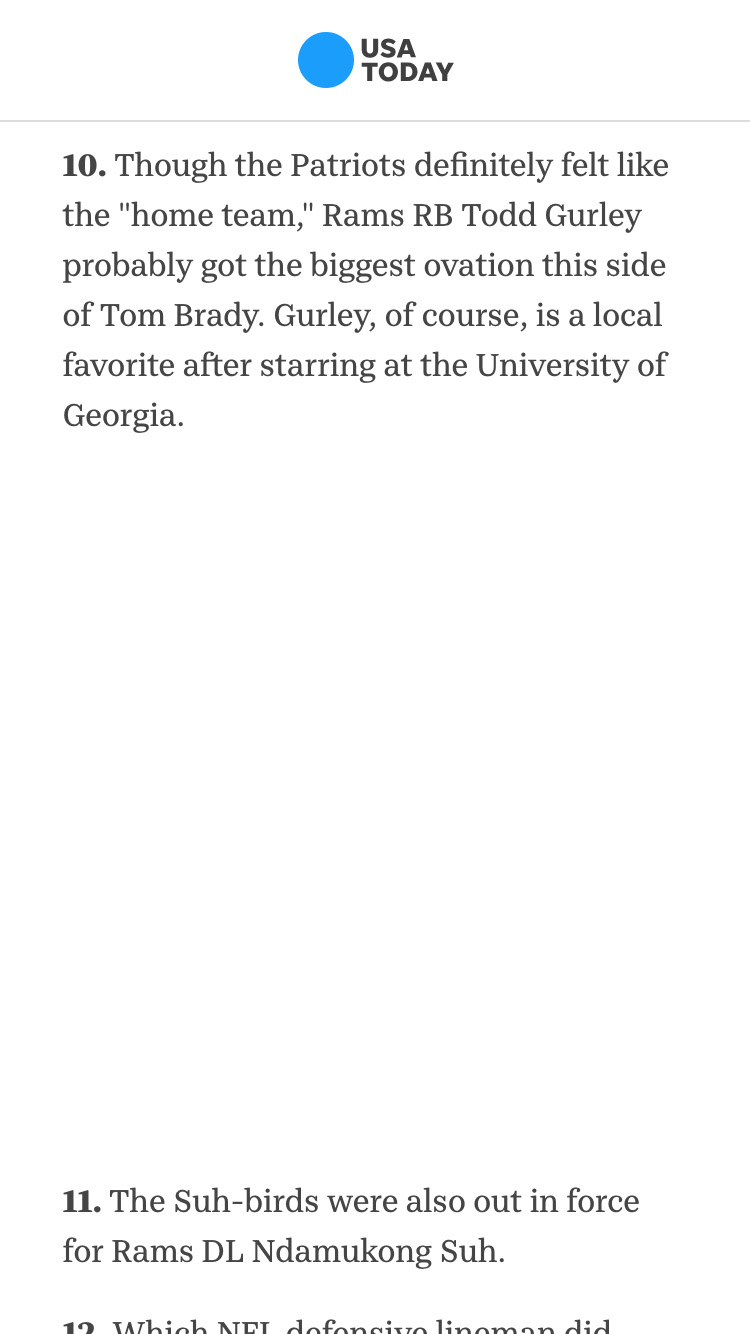 USA
TODAY
10. Though the Patriots definitely felt like
the "home team," Rams RB Todd Gurley
probably got the biggest ovation this side
of Tom Brady. Gurley, of course, is a local
favorite after starring at the University of
Georgia.
11. The Suh-birds were also out in force
for Rams DL Ndamukong Suh.
12. Which NFL defensive lineman did